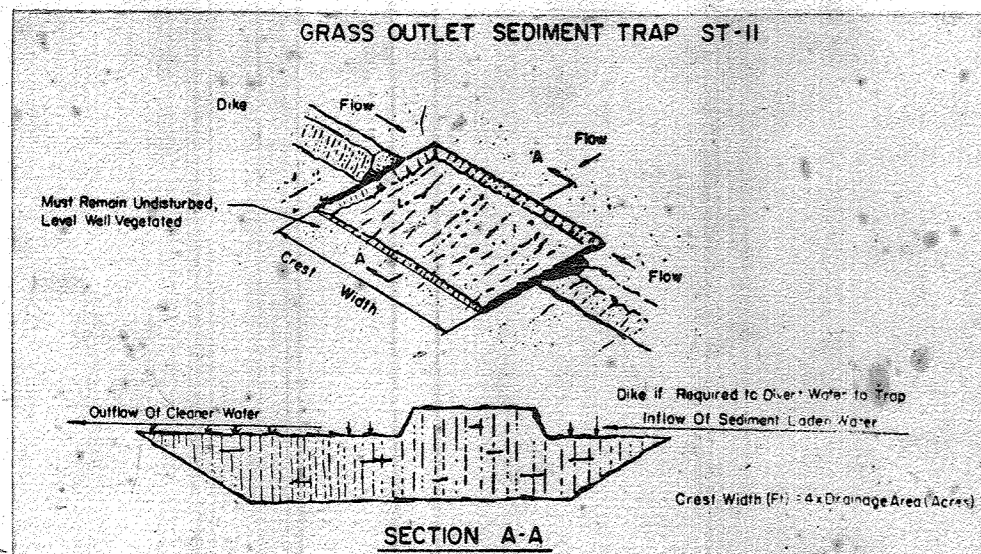 GRASS OUTLET SEDIMENT TRAP ST-II
Dike
Flow
Flow
A
Must Remain Undisturbed,
Level Well Vegetated
A
Crest
Width
Flow
Dike if Required to Divert Water to Trap
Outflow Of Cleaner Water
Inflow Of Sediment Laden Water
Crest Width (Ft) = 4 x Drainage Area (Acres)
SECTION A-A